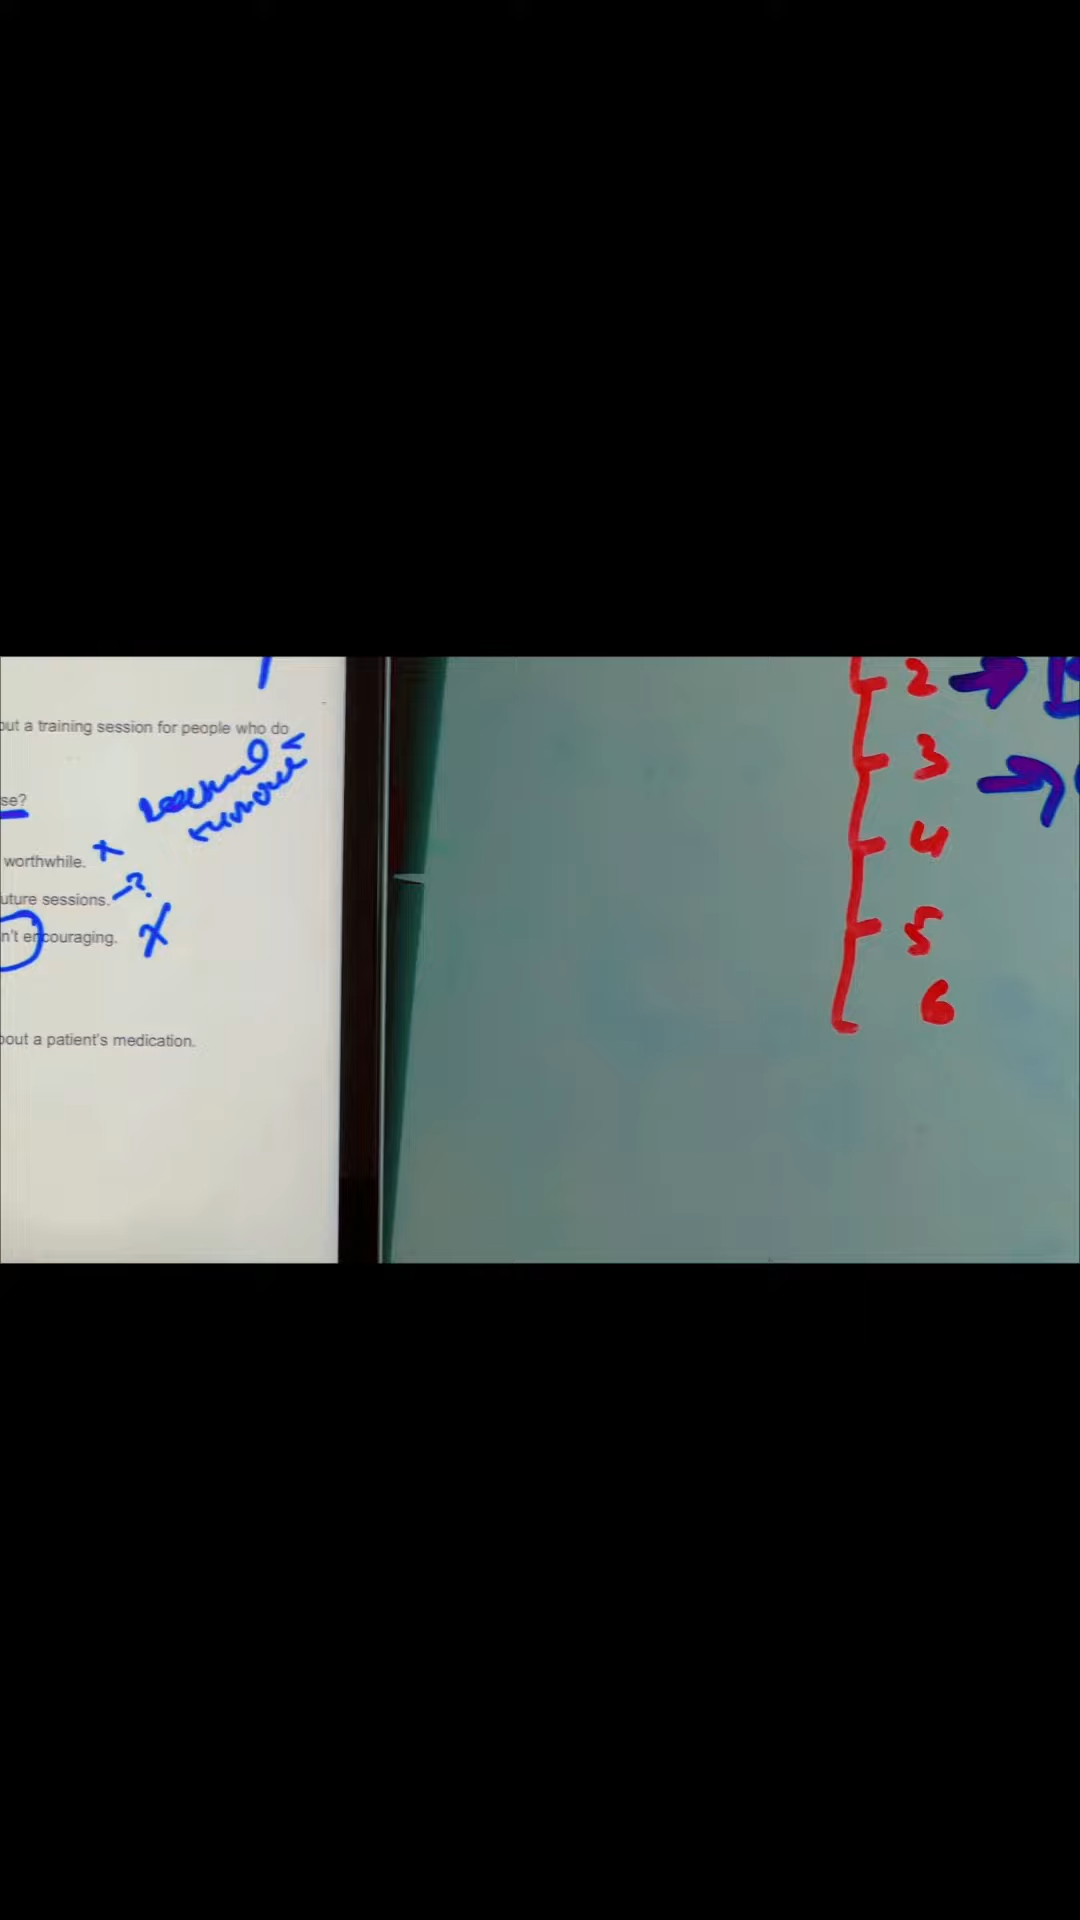 out a training session for people who do
se?
worthwhile. x
uture sessions. -?
n't encouraging. x
bout a patient's medication.
2 →
3 →
4
5
6